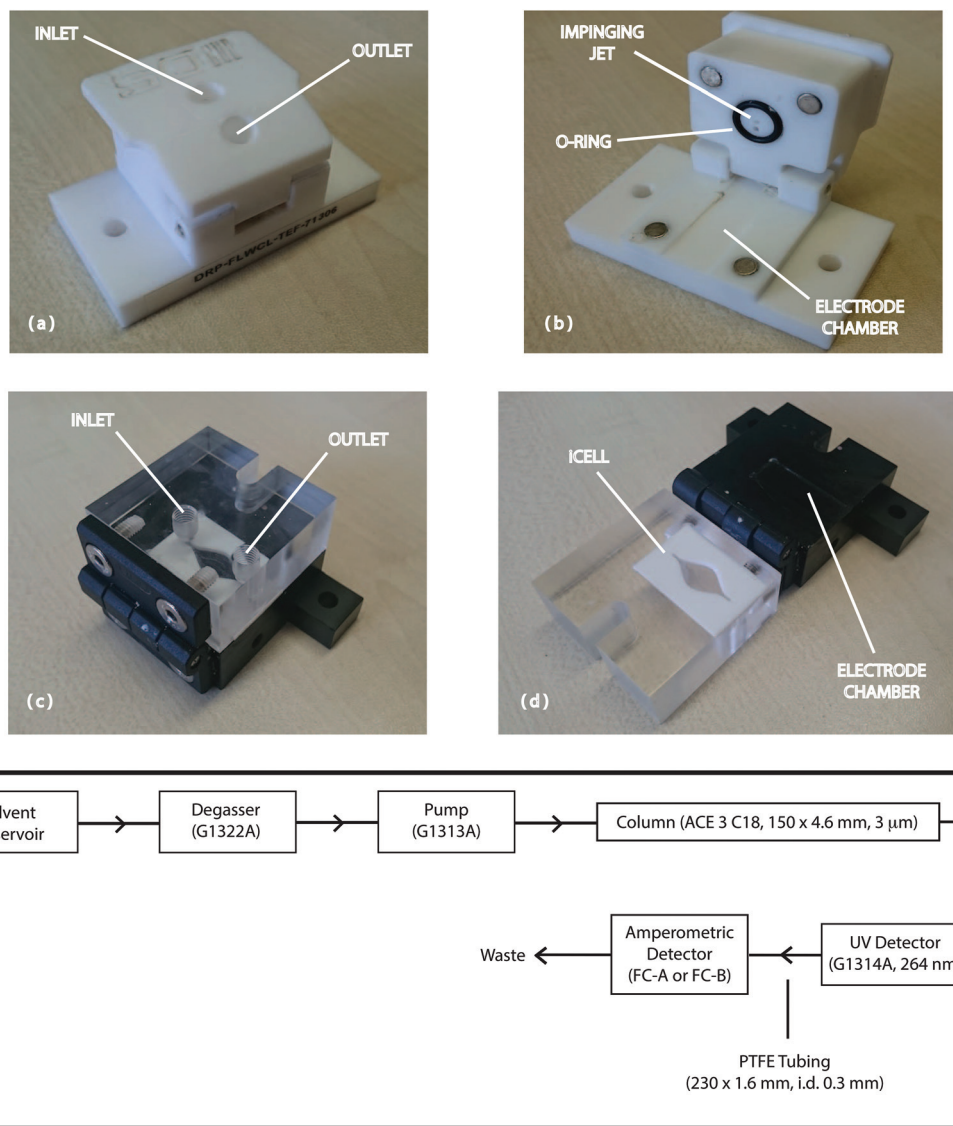 INLET
OUTLET
DRP-FLWCL-TEF-71306
(a)
IMPINGING
JET
O-RING
ELECTRODE
CHAMBER
(b)
INLET
OUTLET
(c)
iCELL
ELECTRODE
CHAMBER
(d)
lvent
ervoir
Degasser
(G1322A)
Pump
(G1313A)
Column (ACE 3 C18, 150 x 4.6 mm, 3 μm)
Waste
Amperometric
Detector
(FC-A or FC-B)
UV Detector
(G1314A, 264 nm
PTFE Tubing
(230 x 1.6 mm, i.d. 0.3 mm)